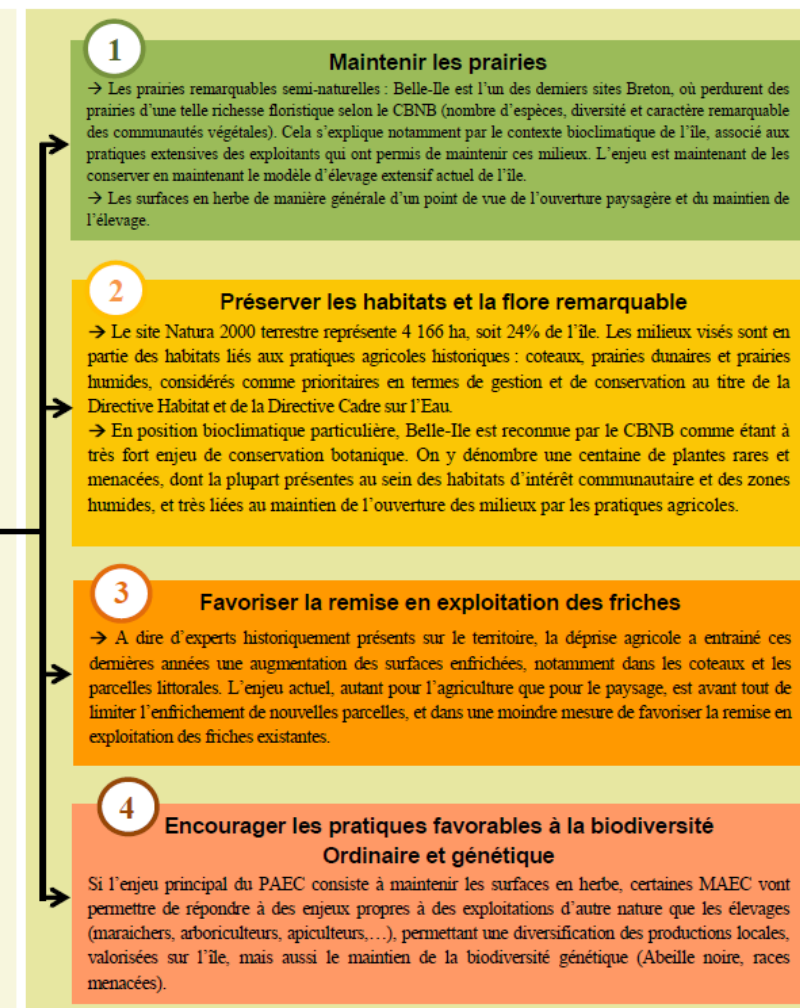 1
Maintenir les prairies
→ Les prairies remarquables semi-naturelles : Belle-Ile est l’un des derniers sites Breton, où perdurent des
prairies d’une telle richesse floristique selon le CBNB (nombre d’espèces, diversité et caractère remarquable
des communautés végétales). Cela s’explique notamment par le contexte bioclimatique de l’île, associé aux
pratiques extensives des exploitants qui ont permis de maintenir ces milieux. L’enjeu est maintenant de les
conserver en maintenant le modèle d’élevage extensif actuel de l’île.
→ Les surfaces en herbe de manière générale d’un point de vue de l’ouverture paysagère et du maintien de
l’élevage.
2
Préserver les habitats et la flore remarquable
→ Le site Natura 2000 terrestre représente 4 166 ha, soit 24% de l’île. Les milieux visés sont en
partie des habitats liés aux pratiques agricoles historiques : coteaux, prairies dunaires et prairies
humides, considérés comme prioritaires en termes de gestion et de conservation au titre de la
Directive Habitat et de la Directive Cadre sur l’Eau.
→ En position bioclimatique particulière, Belle-Ile est reconnue par le CBNB comme étant à
très fort enjeu de conservation botanique. On y dénombre une centaine de plantes rares et
menacées, dont la plupart présentes au sein des habitats d’intérêt communautaire et des zones
humides, et très liées au maintien de l’ouverture des milieux par les pratiques agricoles.
3
Favoriser la remise en exploitation des friches
→ A dire d’experts historiquement présents sur le territoire, la déprise agricole a entrainé ces
dernières années une augmentation des surfaces enfrichées, notamment dans les coteaux et les
parcelles littorales. L’enjeu actuel, autant pour l’agriculture que pour le paysage, est avant tout de
limiter l’enfrichement de nouvelles parcelles, et dans une moindre mesure de favoriser la remise en
exploitation des friches existantes.
4
Encourager les pratiques favorables à la biodiversité
Ordinaire et génétique
Si l’enjeu principal du PAEC consiste à maintenir les surfaces en herbe, certaines MAEC vont
permettre de répondre à des enjeux propres à des exploitations d’autre nature que les élevages
(maraichers, arboriculteurs, apiculteurs,…), permettant une diversification des productions locales,
valorisées sur l’île, mais aussi le maintien de la biodiversité génétique (Abeille noire, races
menacées).